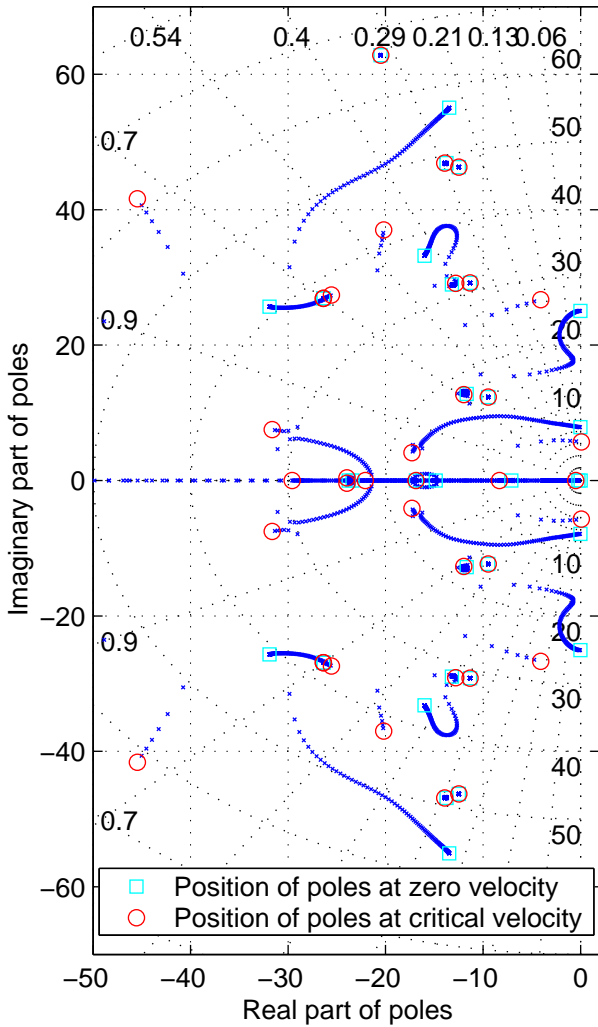 0.54 0.4 0.29 0.21 0.13 0.06
60 60
0.7 50
40 40
30
0.9 20
20 10
0
10
−20 0.9 20
30
−40 40
0.7 50
−60
Position of poles at zero velocity
Position of poles at critical velocity
−50 −40 −30 −20 −10 0
Real part of poles
Imaginary part of poles